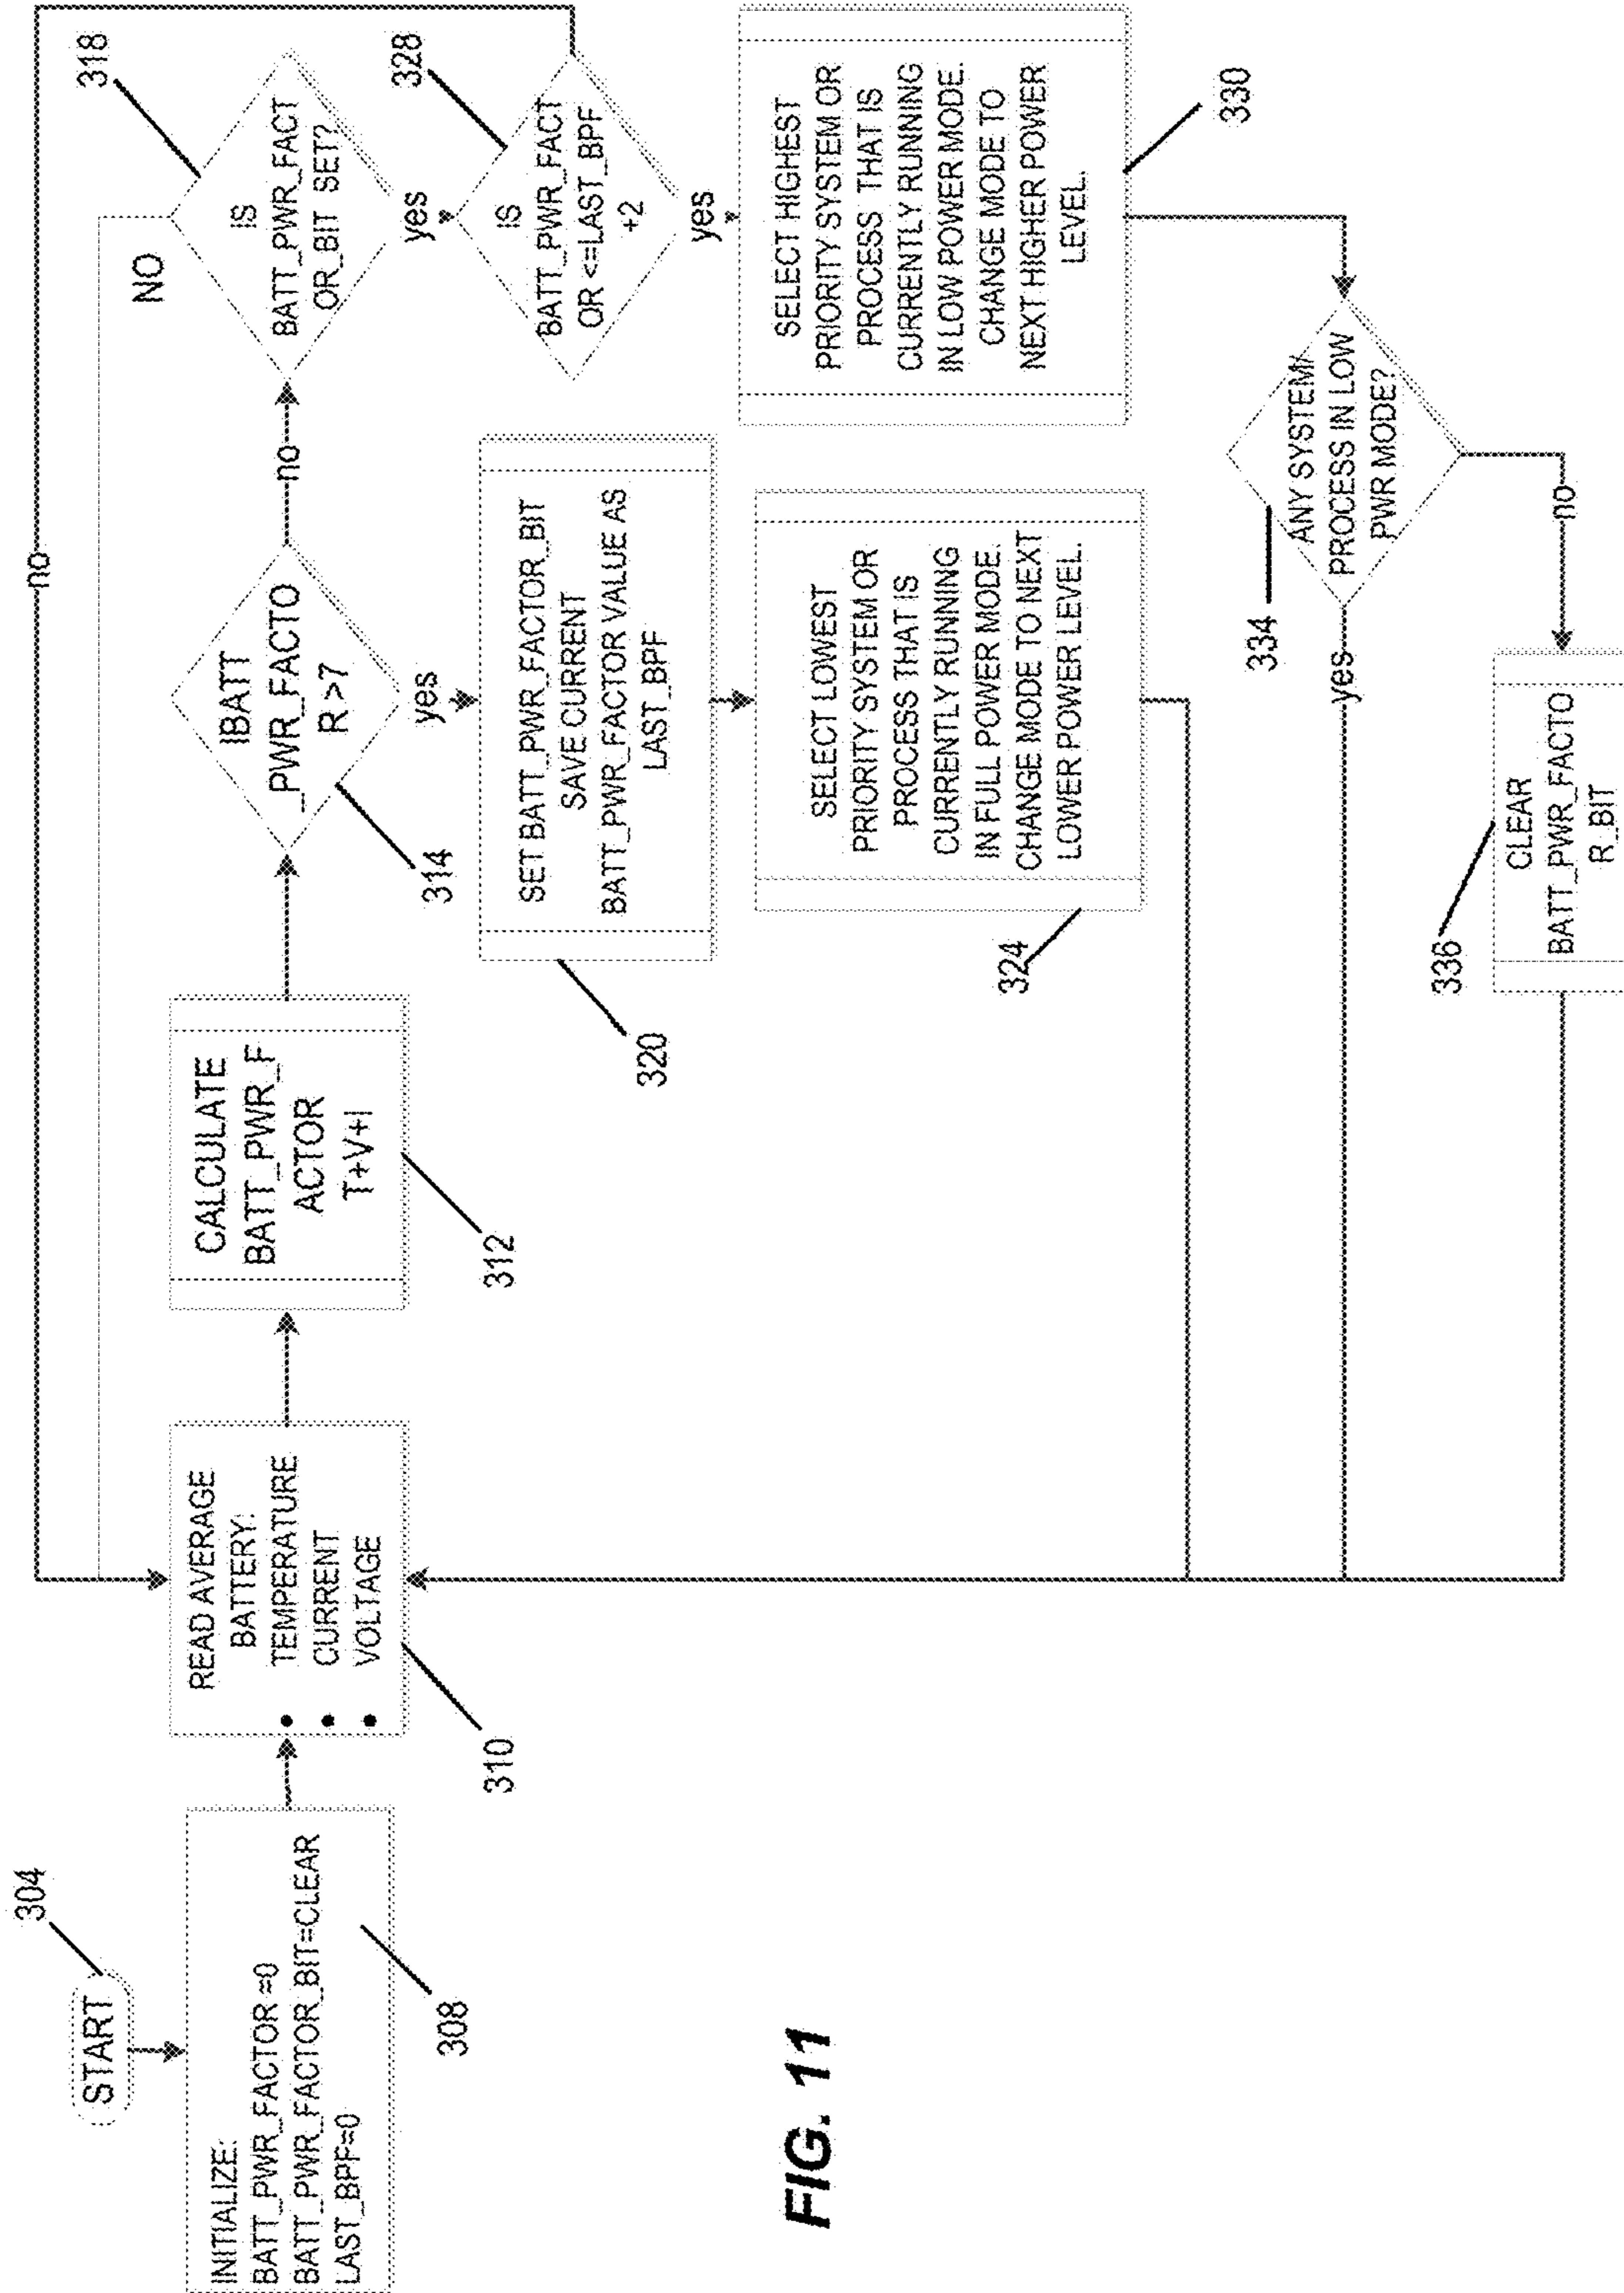 304
START
INITIALIZE:
BATT_PWR_FACTOR =0
BATT_PWR_FACTOR_BIT=CLEAR
LAST_BPF=0
308
READ AVERAGE
BATTERY:
• TEMPERATURE
• CURRENT
• VOLTAGE
310
CALCULATE
BATT_PWR_F
ACTOR
T+V+I
312
IBATT
_PWR_FACTO
R >7
314
no
yes
IS
BATT_PWR_FACT
OR_BIT SET?
318
NO
yes
no
IS
BATT_PWR_FACT
OR <=LAST_BPF
+2
328
yes
SET BATT_PWR_FACTOR_BIT
SAVE CURRENT
BATT_PWR_FACTOR VALUE AS
LAST_BPF
320
SELECT LOWEST
PRIORITY SYSTEM OR
PROCESS THAT IS
CURRENTLY RUNNING
IN FULL POWER MODE.
CHANGE MODE TO NEXT
LOWER POWER LEVEL.
324
SELECT HIGHEST
PRIORITY SYSTEM OR
PROCESS THAT IS
CURRENTLY RUNNING
IN LOW POWER MODE.
CHANGE MODE TO
NEXT HIGHER POWER
LEVEL.
330
ANY SYSTEM/
PROCESS IN LOW
PWR MODE?
334
yes
no
CLEAR
BATT_PWR_FACTO
R_BIT
336
FIG. 11